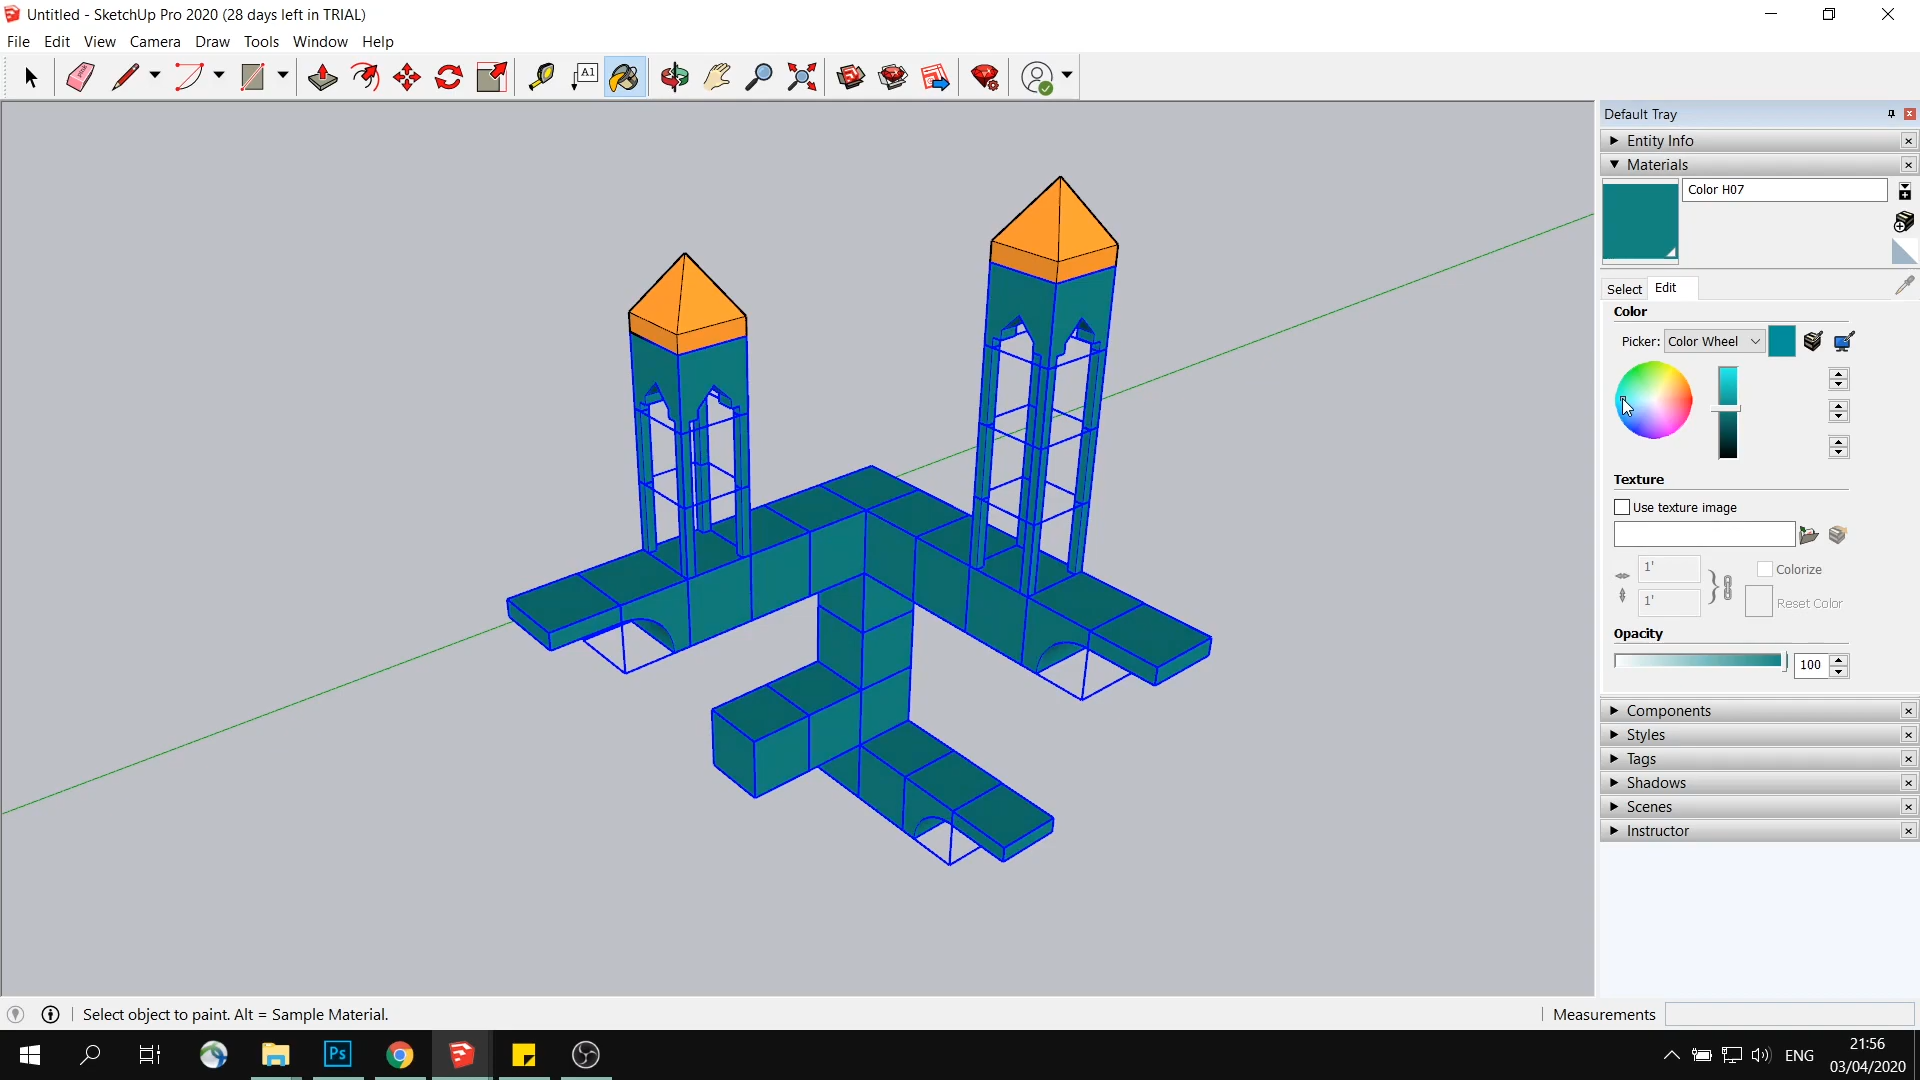 Untitled - SketchUp Pro 2020 (28 days left in TRIAL)
File Edit View Camera Draw Tools Window Help
A1
Default Tray
Entity Info
Materials
Color H07
Select Edit
Color
Picker: Color Wheel
Texture
Use texture image
1'
Colorize
1'
Reset Color
Opacity
100
Components
Styles
Tags
Shadows
Scenes
Instructor
Select object to paint. Alt = Sample Material.
Measurements
Ps
ENG
21:56
03/04/2020